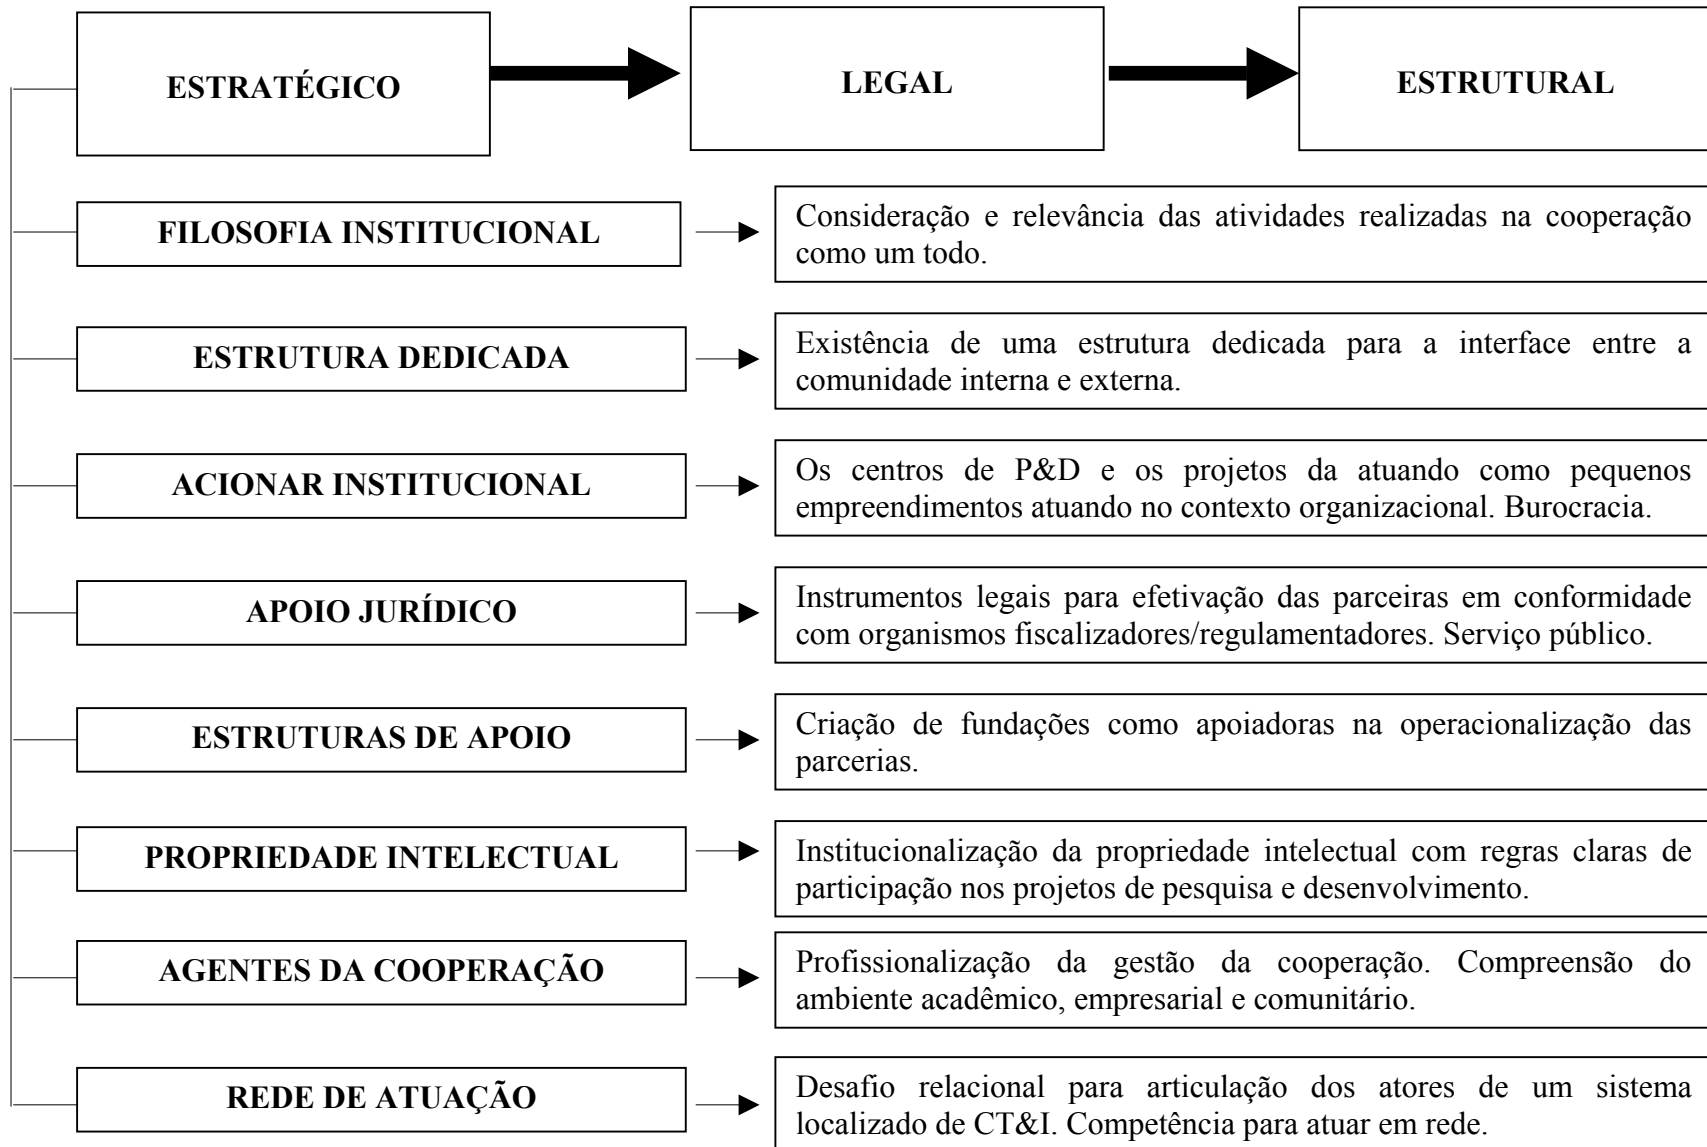 ESTRATÉGICO
LEGAL
ESTRUTURAL
FILOSOFIA INSTITUCIONAL
Consideração e relevância das atividades realizadas na cooperação
como um todo.
ESTRUTURA DEDICADA
Existência de uma estrutura dedicada para a interface entre a
comunidade interna e externa.
ACIONAR INSTITUCIONAL
Os centros de P&D e os projetos da atuando como pequenos
empreendimentos atuando no contexto organizacional. Burocracia.
APOIO JURÍDICO
Instrumentos legais para efetivação das parceiras em conformidade
com organismos fiscalizadores/regulamentadores. Serviço público.
ESTRUTURAS DE APOIO
Criação de fundações como apoiadoras na operacionalização das
parcerias.
PROPRIEDADE INTELECTUAL
Institucionalização da propriedade intelectual com regras claras de
participação nos projetos de pesquisa e desenvolvimento.
AGENTES DA COOPERAÇÃO
Profissionalização da gestão da cooperação. Compreensão do
ambiente acadêmico, empresarial e comunitário.
REDE DE ATUAÇÃO
Desafio relacional para articulação dos atores de um sistema
localizado de CT&I. Competência para atuar em rede.